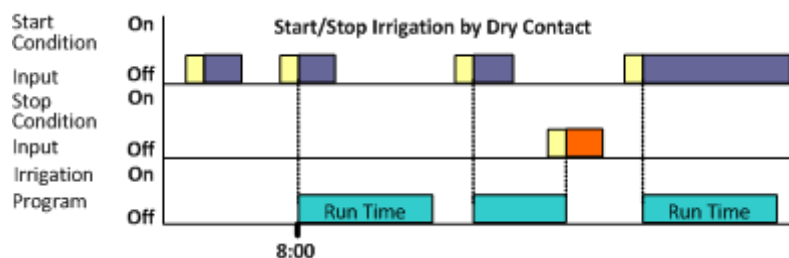 Start/Stop Irrigation by Dry Contact
Start
Condition
On
Input
Off
Stop
Condition
On
Input
Off
Irrigation
On
Program
Off
Run Time
Run Time
8:00